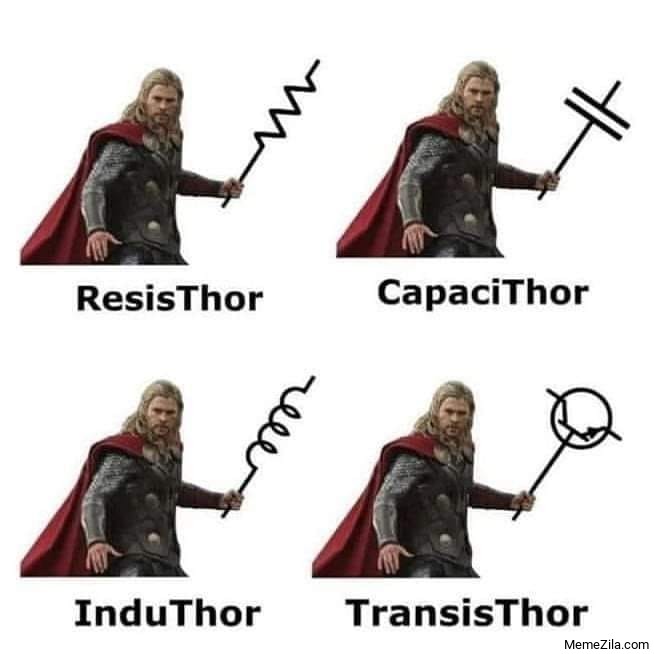 ResisThor
CapaciThor
InduThor
TransisThor
MemeZila.com